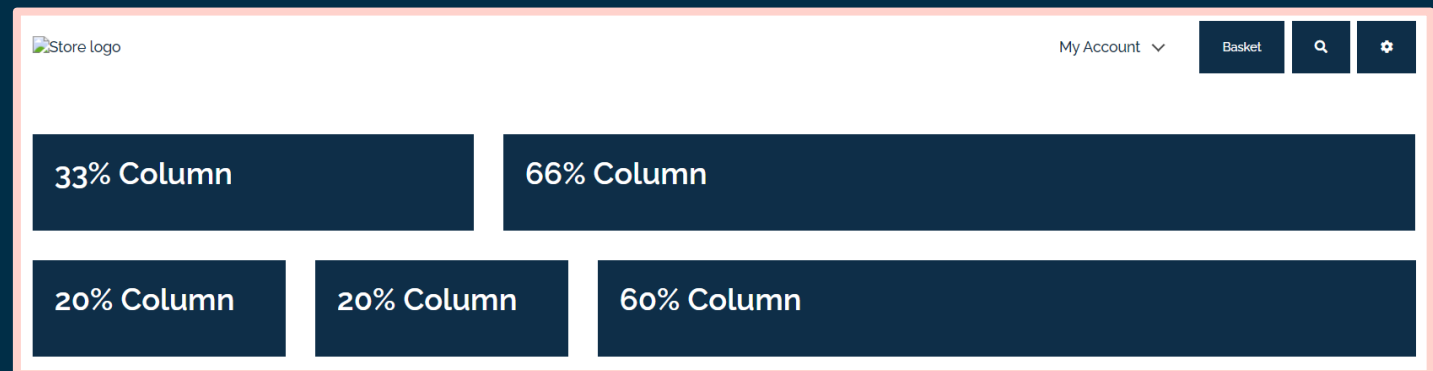 Store logo
My Account
Basket
33% Column
66% Column
20% Column
20% Column
60% Column